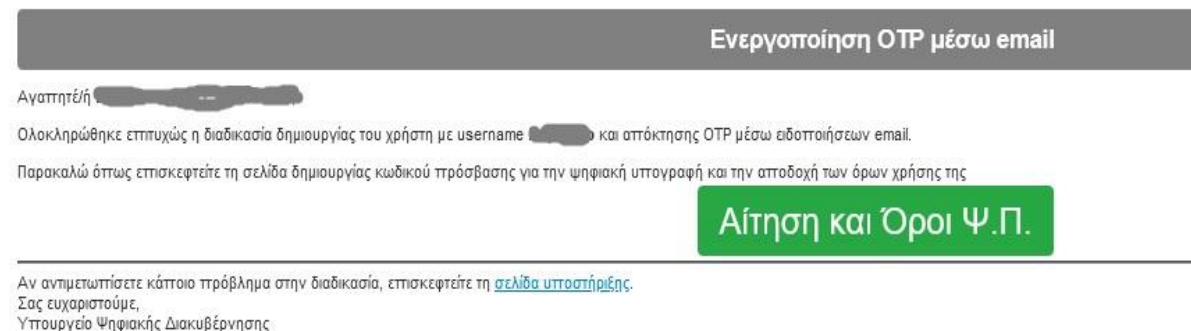 Ενεργοποίηση OTP μέσω email
Αγαπητέ/ή
Ολοκληρώθηκε επιτυχώς η διαδικασία δημιουργίας του χρήστη με username και απόκτησης OTP μέσω ειδοποιήσεων email.
Παρακαλώ όπως επισκεφτείτε τη σελίδα δημιουργίας κωδικού πρόσβασης για την ψηφιακή υπογραφή και την αποδοχή των όρων χρήσης της
Αίτηση και Όροι Ψ.Π.
Αν αντιμετωπίσετε κάποιο πρόβλημα στην διαδικασία, επισκεφτείτε τη σελίδα υποστήριξης.
Σας ευχαριστούμε,
Υπουργείο Ψηφιακής Διακυβέρνησης